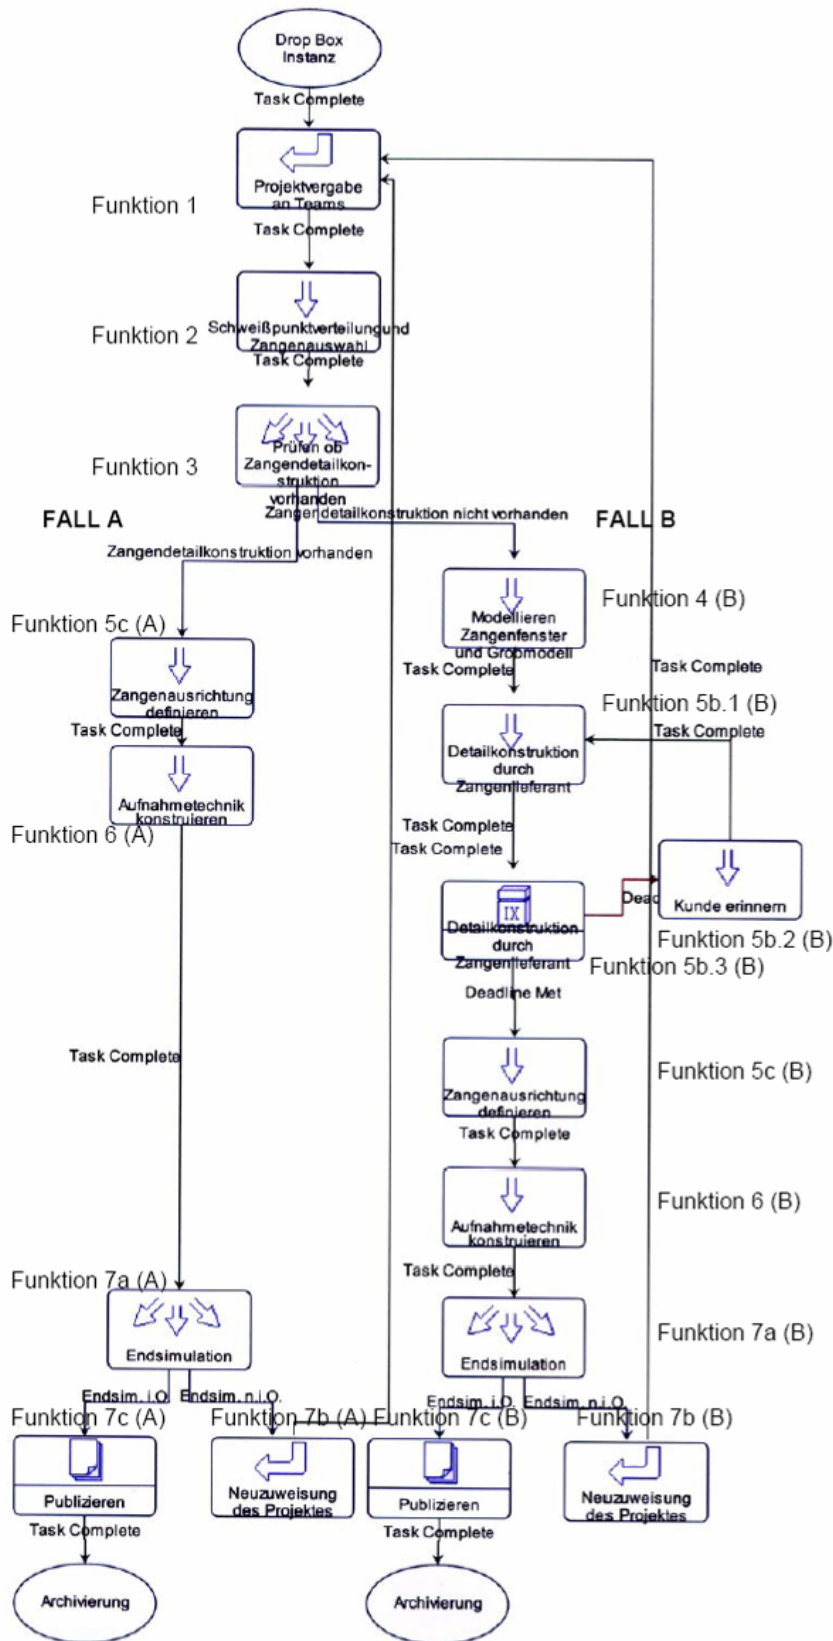 Drop Box
Instanz
Task Complete
Projektvergabe
an Teams
Funktion 1
Task Complete
Schweißpunktverteilungund
Zangenauswahl
Funktion 2
Task Complete
Prüfen ob
Zangendetailkon-
struktion
vorhanden
Funktion 3
FALL A
Zangendetailkonstruktion nicht vorhanden
FALL B
Zangendetailkonstruktion vorhanden
Funktion 4 (B)
Modellieren
Zangenfenster
und Grobmodell
Funktion 5c (A)
Task Complete
Task Complete
Zangenausrichtung
definieren
Funktion 5b.1 (B)
Task Complete
Task Complete
Detailkonstruktion
durch
Zangenlieferant
Aufnahmetechnik
konstruieren
Funktion 6 (A)
Task Complete
Task Complete
IX
Detailkonstruktion
durch
Zangenlieferant
Dead
Kunde erinnern
Funktion 5b.2 (B)
Funktion 5b.3 (B)
Deadline Met
Task Complete
Zangenausrichtung
definieren
Funktion 5c (B)
Task Complete
Aufnahmetechnik
konstruieren
Funktion 6 (B)
Task Complete
Funktion 7a (A)
Endsimulation
Endsimulation
Funktion 7a (B)
Endsim. i.O.
Endsim. n.i.O.
Endsim. i.O.
Endsim. n.i.O.
Funktion 7c (A)
Funktion 7b (A)
Funktion 7c (B)
Funktion 7b (B)
Publizieren
Neuzuweisung
des Projektes
Publizieren
Neuzuweisung
des Projektes
Task Complete
Task Complete
Archivierung
Archivierung